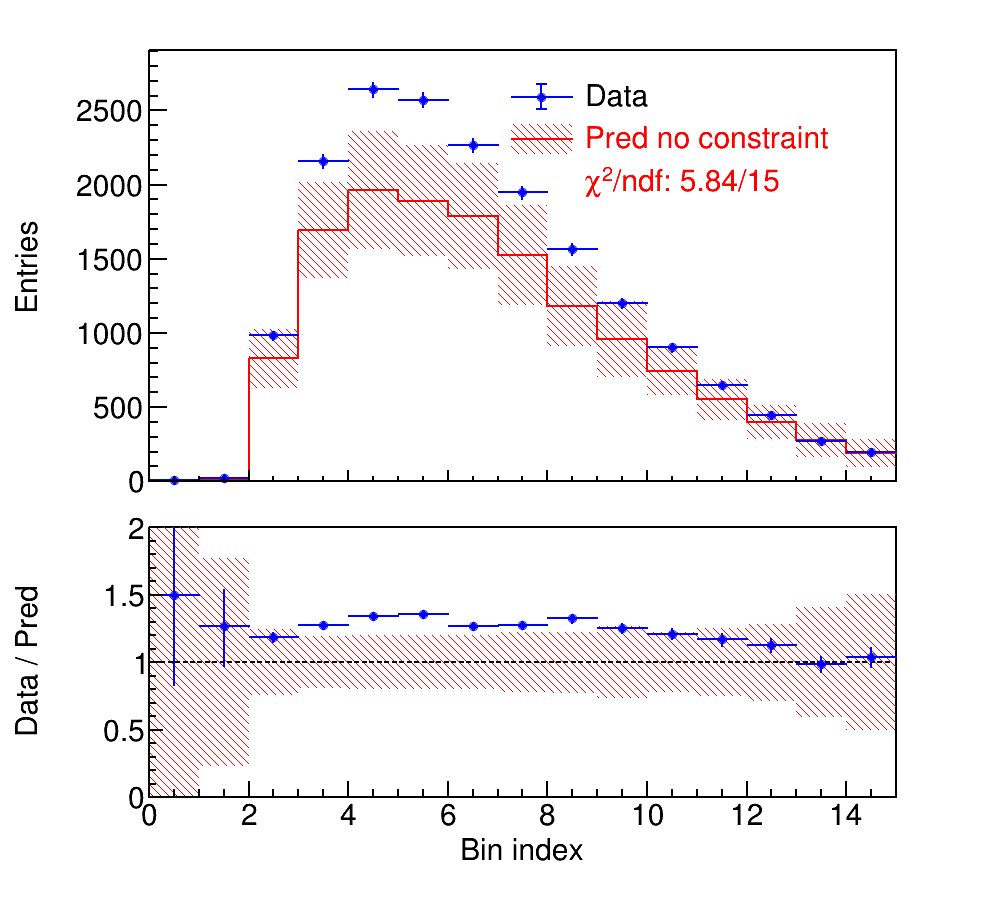 Data
Pred no constraint
χ²/ndf: 5.84/15
Entries
2500
2000
1500
1000
500
0
Data / Pred
2
1.5
1
0.5
0
0 2 4 6 8 10 12 14
Bin index